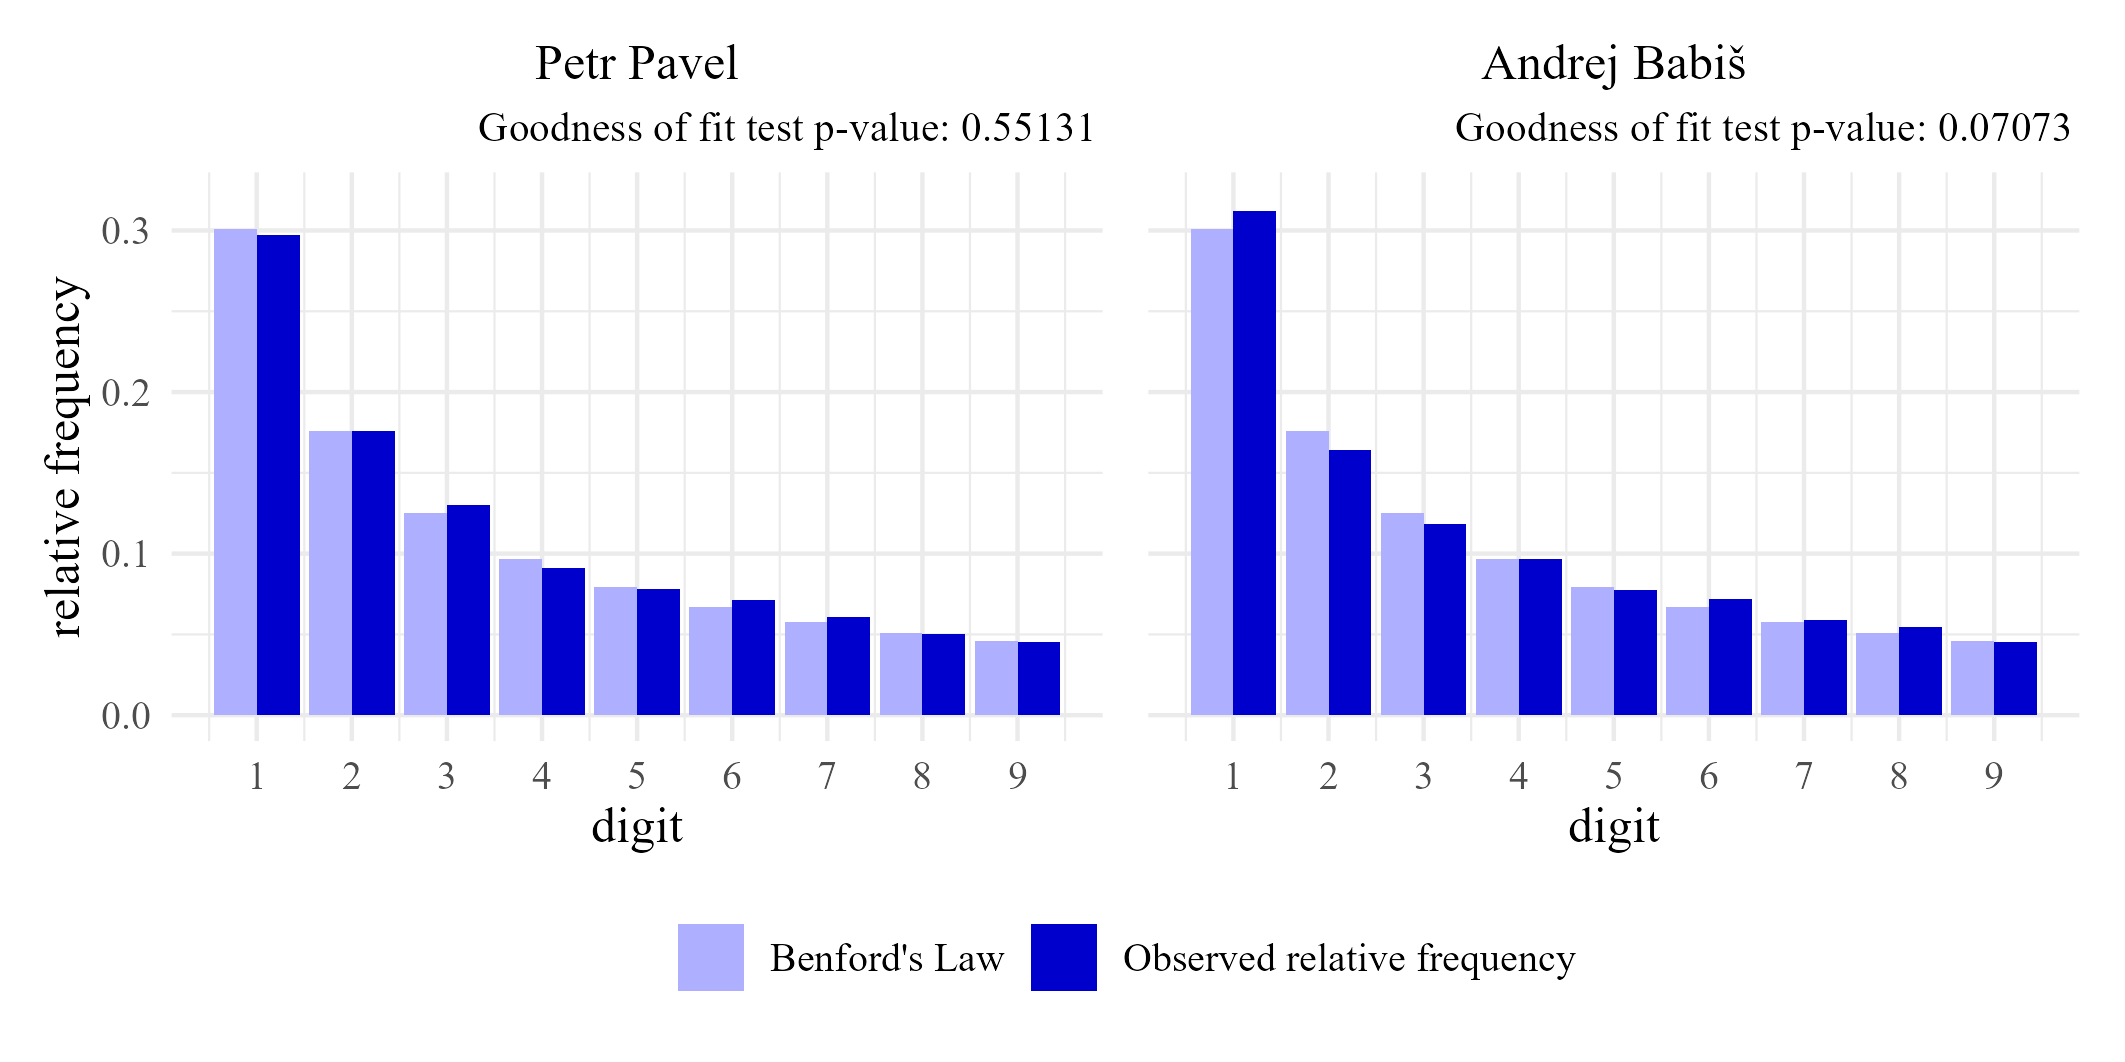 Petr Pavel
Goodness of fit test p-value: 0.55131
Andrej Babiš
Goodness of fit test p-value: 0.07073
relative frequency
0.3
0.2
0.1
0.0
1 2 3 4 5 6 7 8 9
digit
1 2 3 4 5 6 7 8 9
digit
Benford's Law
Observed relative frequency